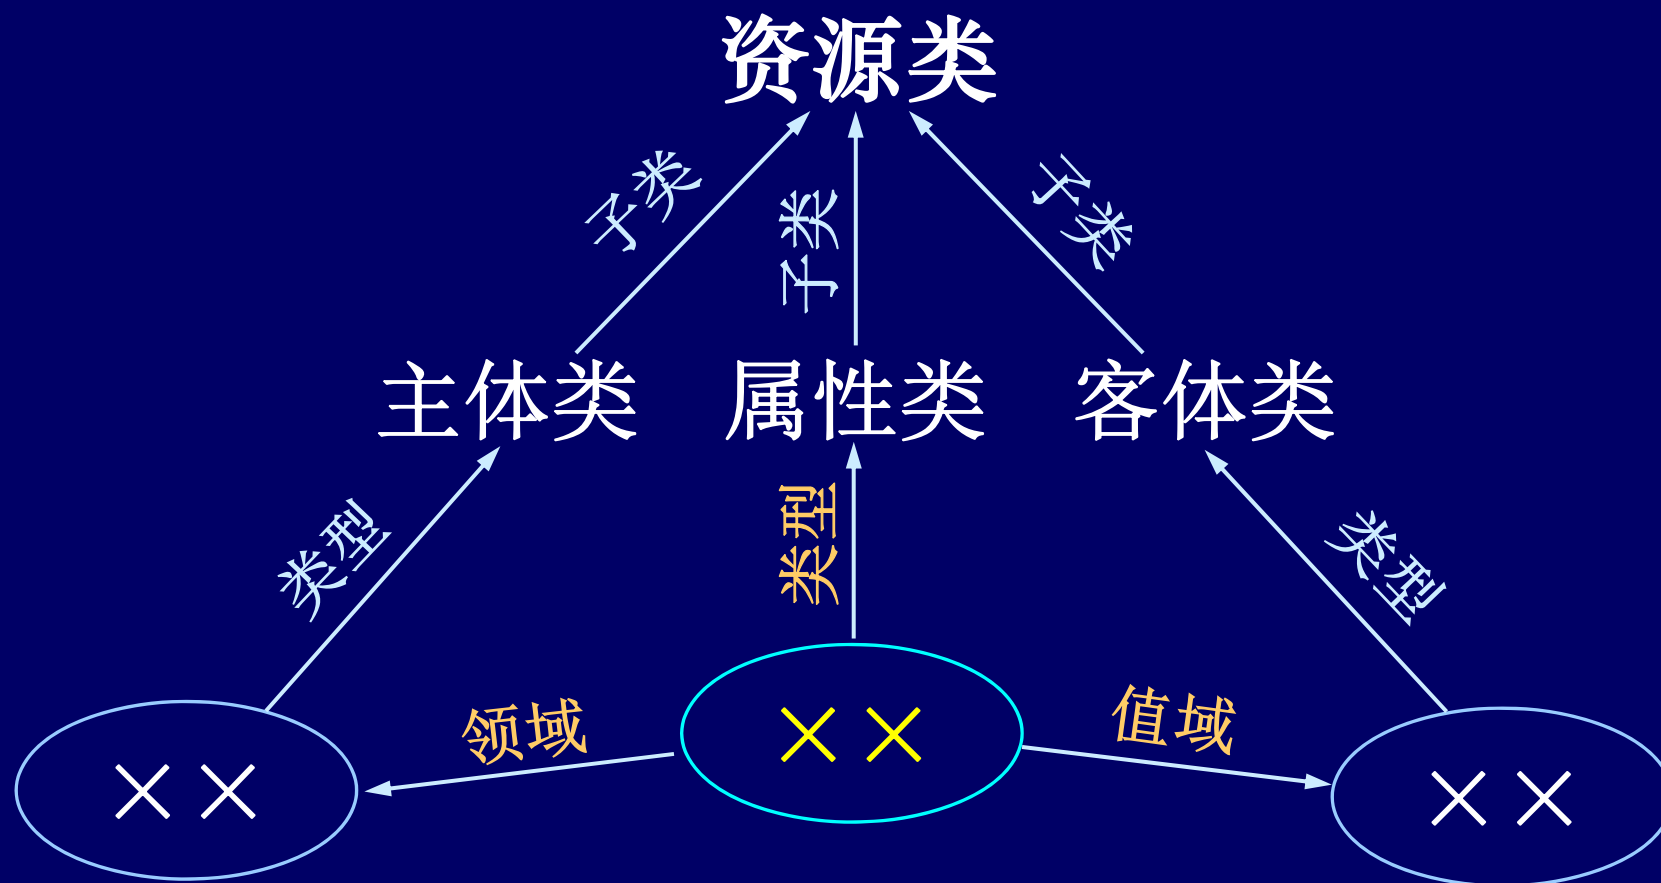 资源类
子类
子类
子类
主体类 属性类 客体类
类型
类型
类型
领域
值域
××
××
××